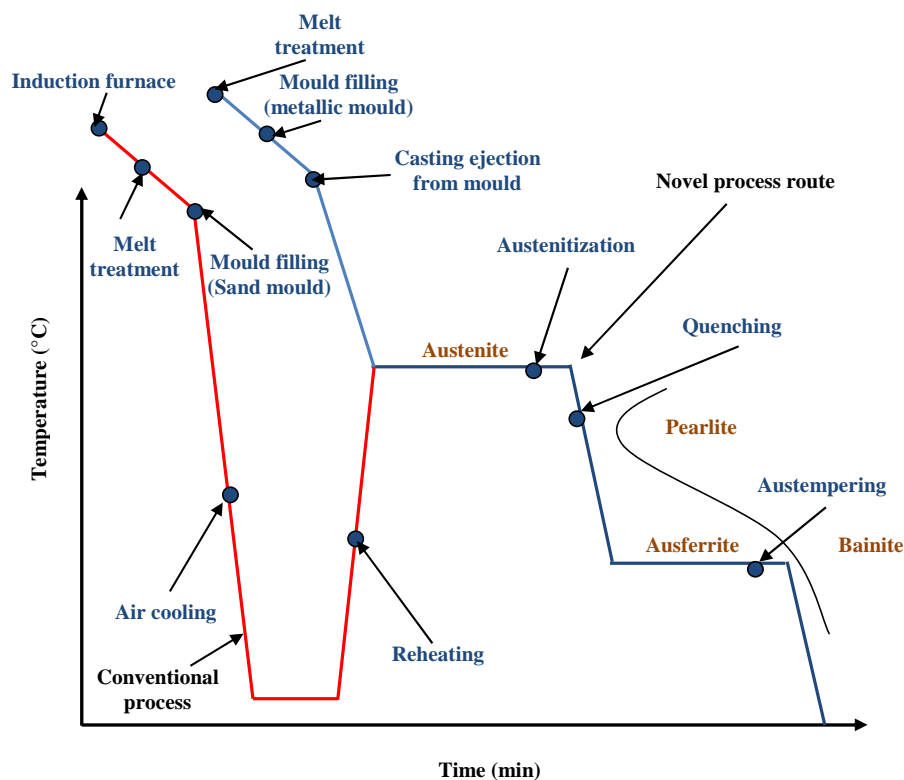 Melt
treatment
Induction furnace
Mould filling
(metallic mould)
Casting ejection
from mould
Novel process route
Melt
treatment
Mould filling
(Sand mould)
Austenitization
Quenching
Austenite
Temperature (°C)
Pearlite
Austempering
Ausferrite
Bainite
Air cooling
Reheating
Conventional
process
Time (min)